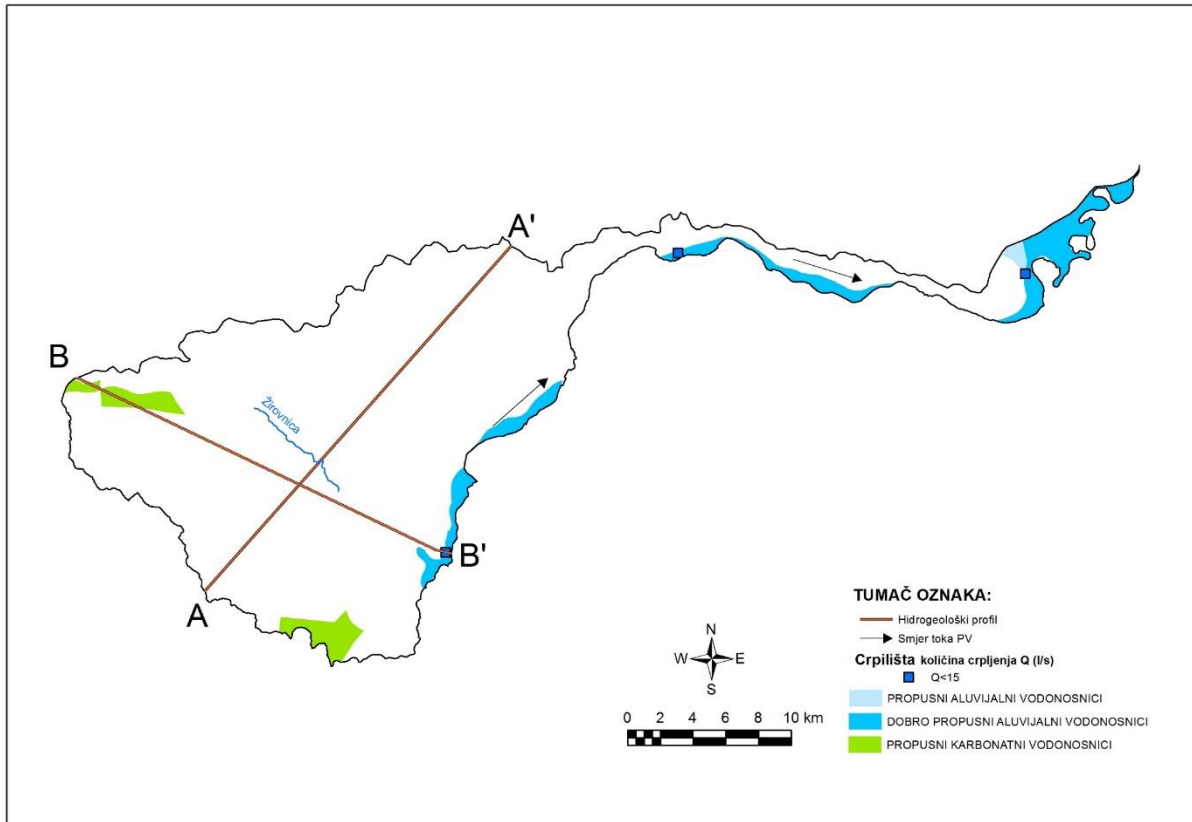 A'
B
Žirovnica
B'
A
TUMAČ OZNAKA:
Hidrogeološki profil
Smjer toka PV
Crpilišta količina crpljenja Q (l/s)
Q<15
PROPUSNI ALUVIJALNI VODONOSNICI
DOBRO PROPUSNI ALUVIJALNI VODONOSNICI
PROPUSNI KARBONATNI VODONOSNICI
N
W E
S
0 2 4 6 8 10 km